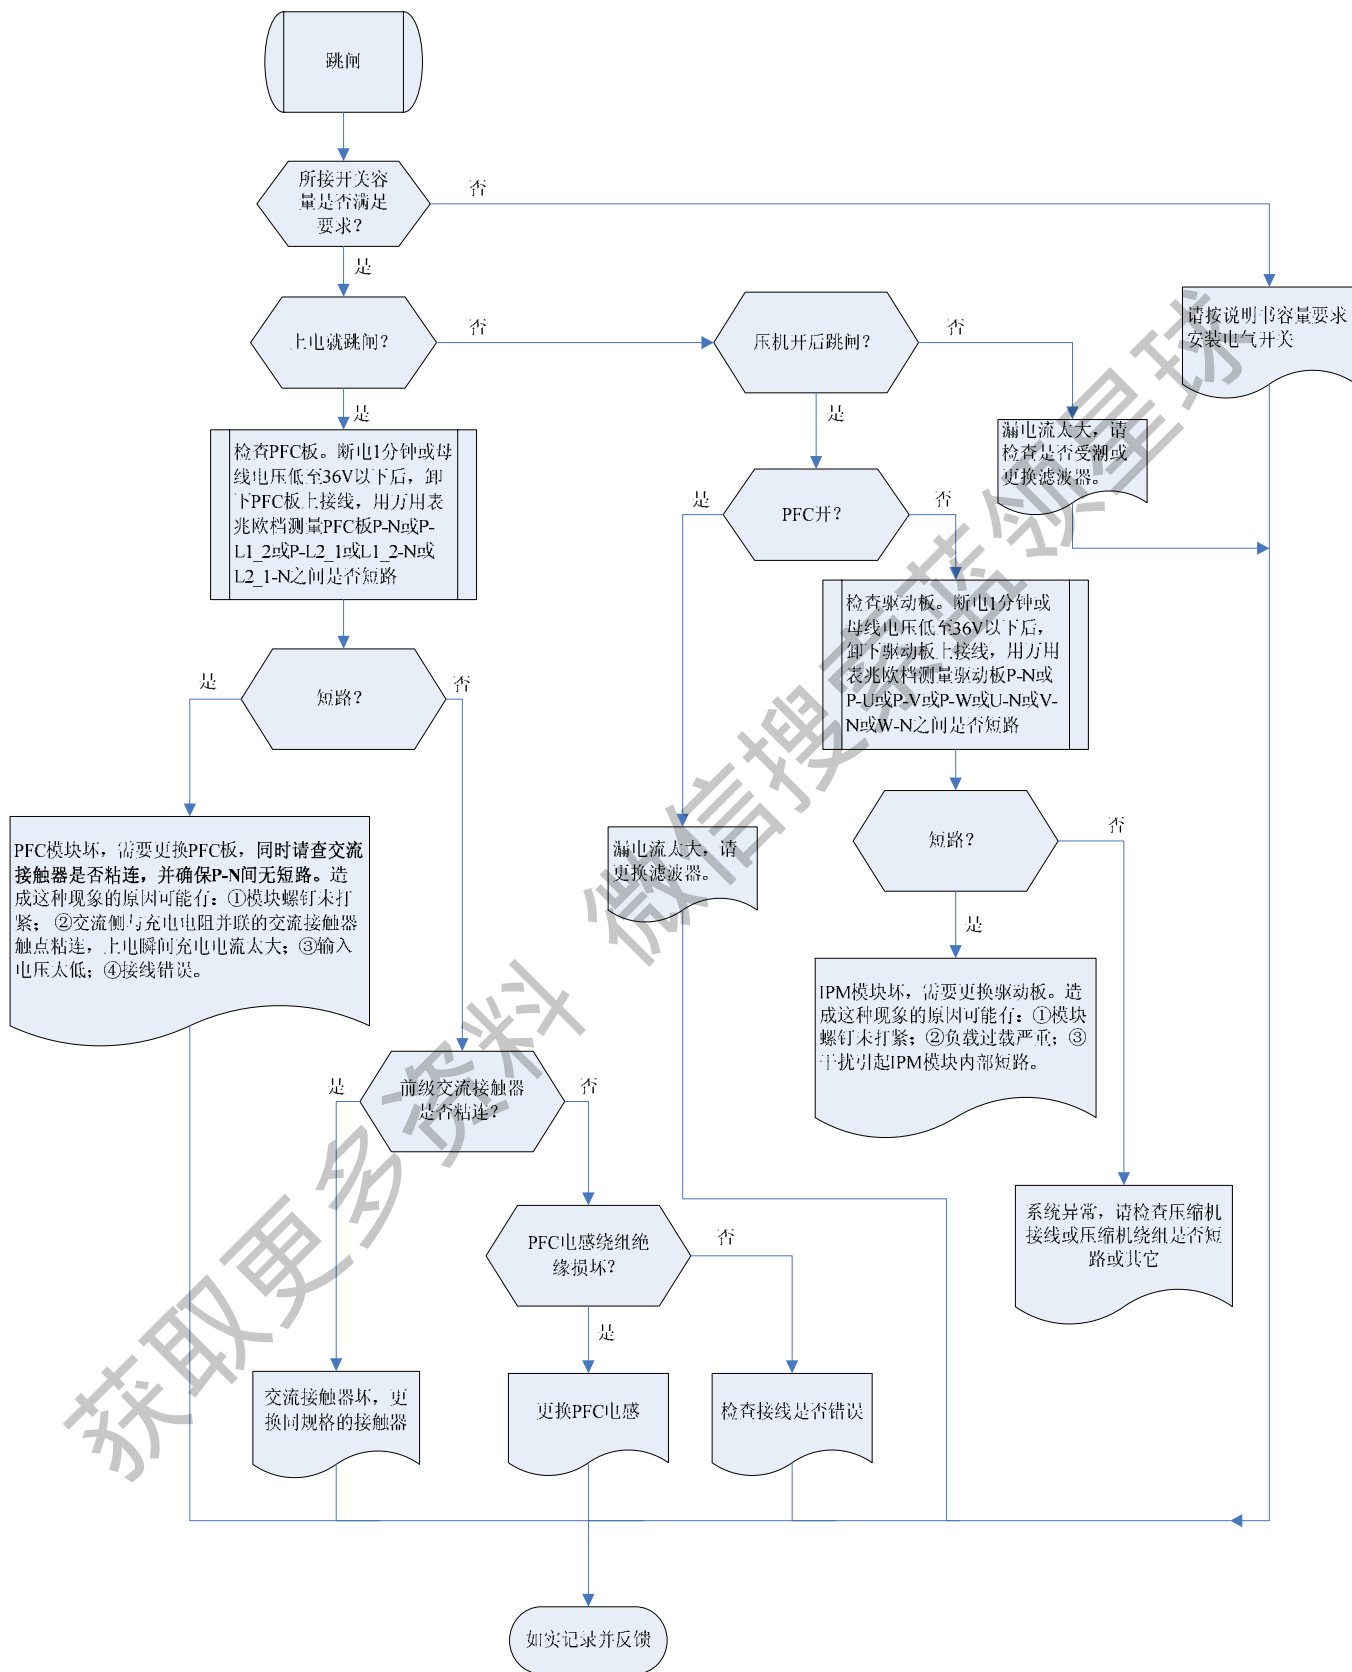 跳闸
所接开关容
量是否满足
要求？
否
是
上电就跳闸？
否
压机开后跳闸？
否
请按说明书容量要求
安装电气开关
是
是
检查PFC板。断电1分钟或母
线电压低至36V以下后，卸
下PFC板上接线，用万用表
兆欧档测量PFC板P-N或P-
L1_2或P-L2_1或L1_2-N或
L2_1-N之间是否短路
漏电流太大，请
检查是否受潮或
更换滤波器。
是
PFC开？
否
检查驱动板。断电1分钟或
母线电压低至36V以下后，
卸下驱动板上接线，用万用
表兆欧档测量驱动板P-N或
P-U或P-V或P-W或U-N或V-
N或W-N之间是否短路
是
短路？
否
PFC模块坏，需要更换PFC板，同时请查交流
接触器是否粘连，并确保P-N间无短路。造
成这种现象的原因可能有：①模块螺钉未打
紧；②交流侧与充电电阻并联的交流接触器
触点粘连，上电瞬间充电电流太大；③输入
电压太低；④接线错误。
漏电流太大，请
更换滤波器。
短路？
否
是
IPM模块坏，需要更换驱动板。造
成这种现象的原因可能有：①模块
螺钉未打紧；②负载过载严重；③
干扰引起IPM模块内部短路。
是
前级交流接触器
是否粘连？
否
系统异常，请检查压缩机
接线或压缩机绕组是否短
路或其它
PFC电感绕组绝
缘损坏？
否
是
交流接触器坏，更
换同规格的接触器
更换PFC电感
检查接线是否错误
如实记录并反馈
获取更多资料 微信搜索蓝领星球